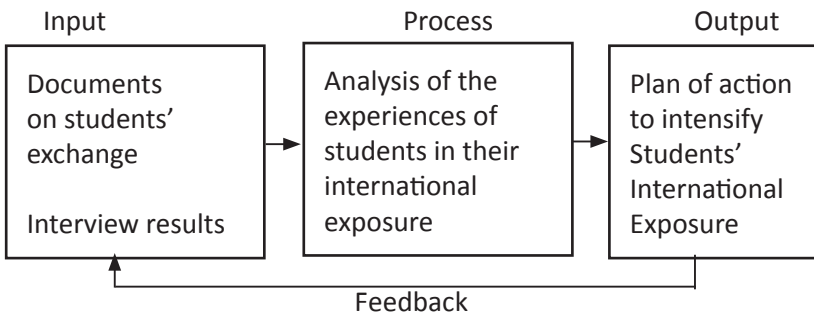 Input
Process
Output
Documents
on students’
exchange
Interview results
Analysis of the
experiences of
students in their
international
exposure
Plan of action
to intensify
Students’
International
Exposure
Feedback